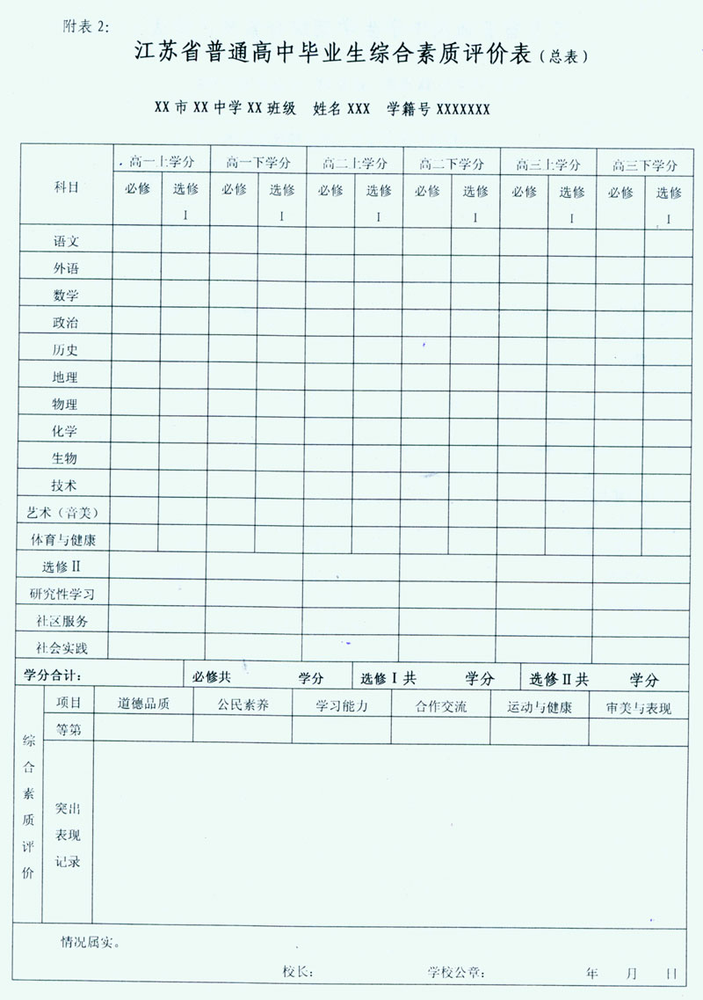 附表2：
江苏省普通高中毕业生综合素质评价表（总表）
XX市XX中学XX班级 姓名XXX 学籍号XXXXXXX
科目 高一上学分 高一下学分 高二上学分 高二下学分 高三上学分 高三下学分
必修 选修I 必修 选修I 必修 选修I 必修 选修I 必修 选修I 必修 选修I
语文
外语
数学
政治
历史
地理
物理
化学
生物
技术
艺术（音美）
体育与健康
选修II
研究性学习
社区服务
社会实践
学分合计： 必修共 学分 选修I共 学分 选修II共 学分
综合素质评价
项目 道德品质 公民素养 学习能力 合作交流 运动与健康 审美与表现
等第
突出
表现
记录
情况属实。
校长： 学校公章： 年 月 日